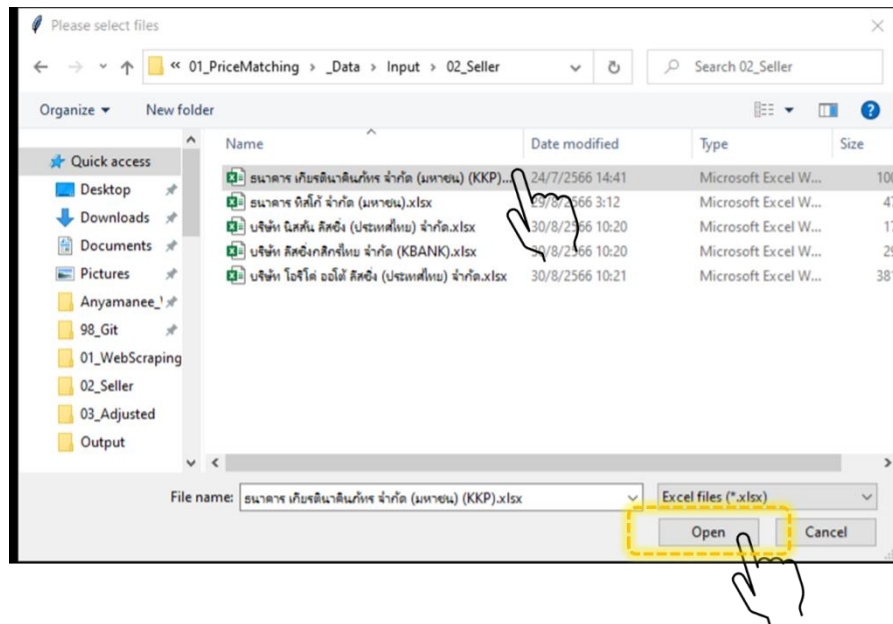 Please select files
« 01_PriceMatching › _Data › Input › 02_Seller
Search 02_Seller
Organize New folder
Name Date modified Type Size
Quick access
Desktop
Downloads
Documents
Pictures
Anyamanee_
98_Git
01_WebScraping
02_Seller
03_Adjusted
Output
ธนาคาร เกียรตินาคินภัทร จำกัด (มหาชน) (KKP)... 24/7/2566 14:41 Microsoft Excel W... 100
ธนาคาร ทิสโก้ จำกัด (มหาชน).xlsx 29/8/2566 3:12 Microsoft Excel W... 47
บริษัท นิสสัน ลีสซิ่ง (ประเทศไทย) จำกัด.xlsx 30/8/2566 10:20 Microsoft Excel W... 17
บริษัท ลีสซิ่งกสิกรไทย จำกัด (KBANK).xlsx 30/8/2566 10:20 Microsoft Excel W... 29
บริษัท โอริโค่ ออโต้ ลีสซิ่ง (ประเทศไทย) จำกัด.xlsx 30/8/2566 10:21 Microsoft Excel W... 381
File name: ธนาคาร เกียรตินาคินภัทร จำกัด (มหาชน) (KKP).xlsx Excel files (*.xlsx)
Open Cancel